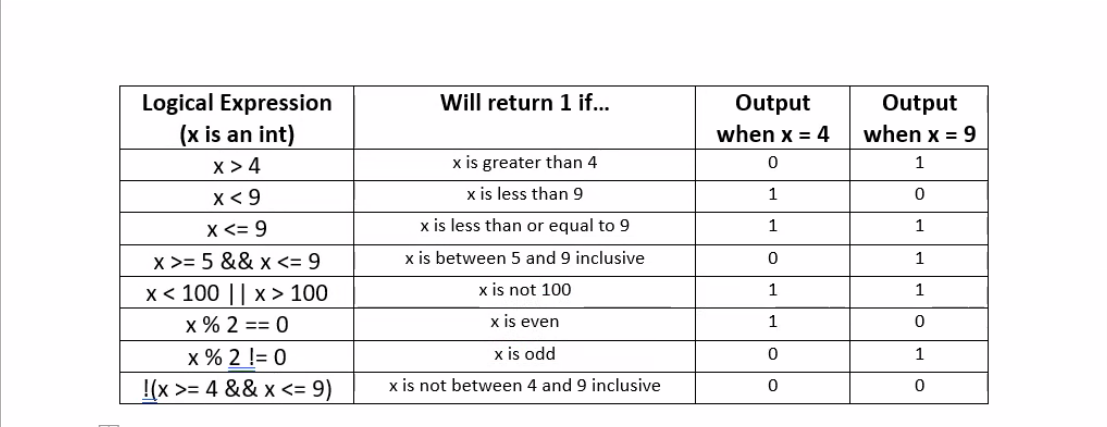 Logical Expression Will return 1 if... Output Output
(x is an int) when x = 4 when x = 9
x > 4 x is greater than 4 0 1
x < 9 x is less than 9 1 0
x <= 9 x is less than or equal to 9 1 1
x >= 5 && x <= 9 x is between 5 and 9 inclusive 0 1
x < 100 || x > 100 x is not 100 1 1
x % 2 == 0 x is even 1 0
x % 2 != 0 x is odd 0 1
!(x >= 4 && x <= 9) x is not between 4 and 9 inclusive 0 0